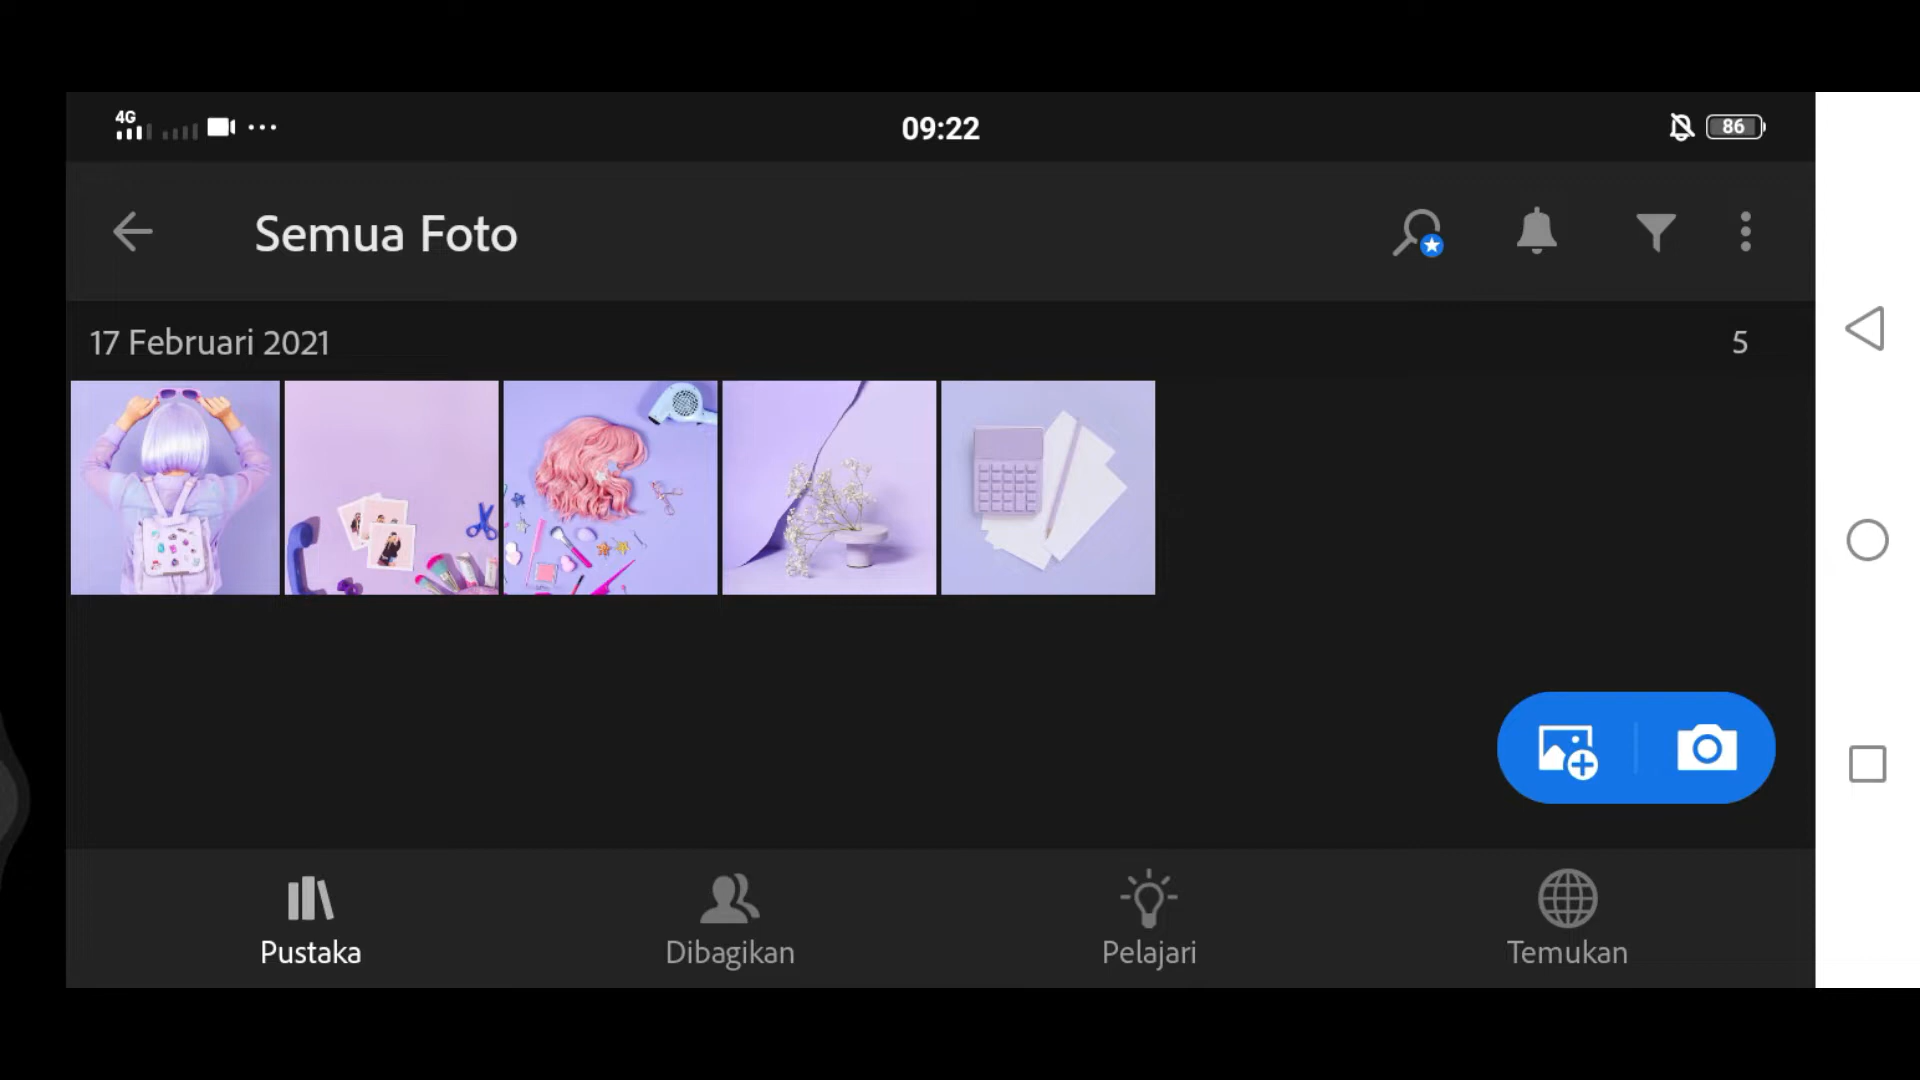 4G
09:22
86
Semua Foto
17 Februari 2021
5
Pustaka
Dibagikan
Pelajari
Temukan